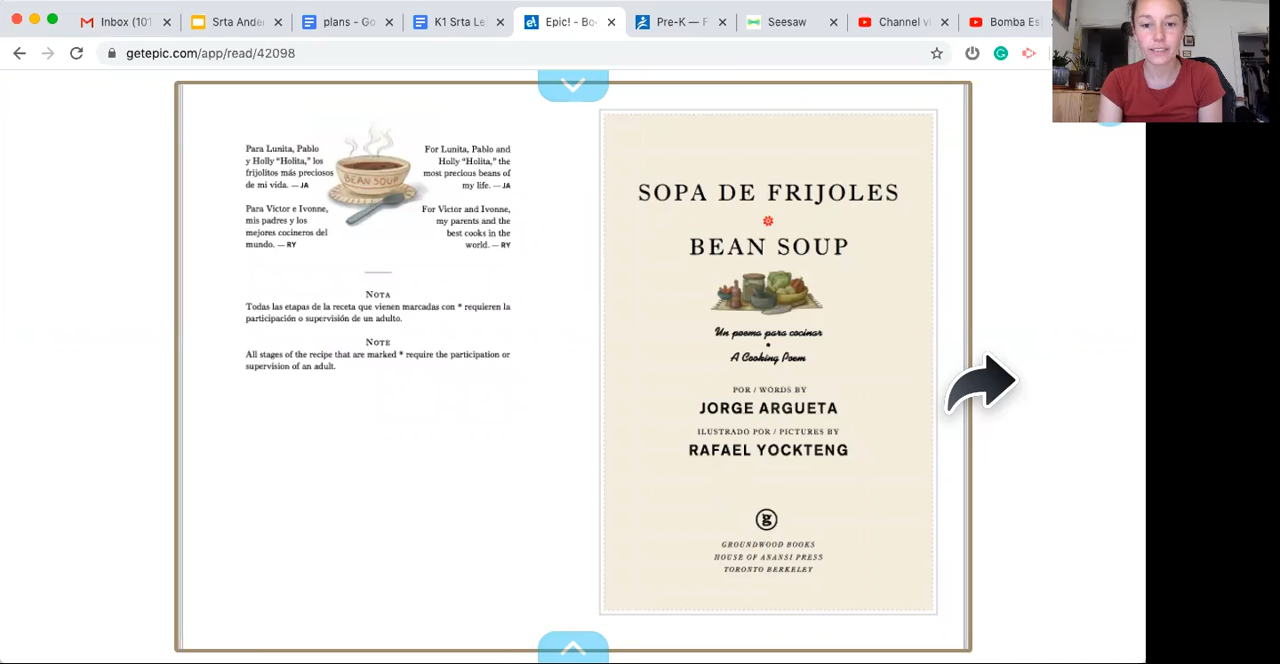 Inbox (101
Srta Ander
plans - Go
K1 Srta Le
Epic! - Bo
Pre-K — F
Seesaw
Channel vi
Bomba Es
getepic.com/app/read/42098
Para Lunita, Pablo
y Holly “Holita,” los
frijolitos más preciosos
de mi vida. — JA
Para Victor e Ivonne,
mis padres y los
mejores cocineros del
mundo. — RY
BEAN SOUP
For Lunita, Pablo and
Holly “Holita,” the
most precious beans of
my life. — JA
For Victor and Ivonne,
my parents and the
best cooks in the
world. — RY
NOTA
Todas las etapas de la receta que vienen marcadas con * requieren la
participación o supervisión de un adulto.
NOTE
All stages of the recipe that are marked * require the participation or
supervision of an adult.
SOPA DE FRIJOLES
BEAN SOUP
Un poema para cocinar
•
A Cooking Poem
POR / WORDS BY
JORGE ARGUETA
ILUSTRADO POR / PICTURES BY
RAFAEL YOCKTENG
g
GROUNDWOOD BOOKS
HOUSE OF ANANSI PRESS
TORONTO BERKELEY